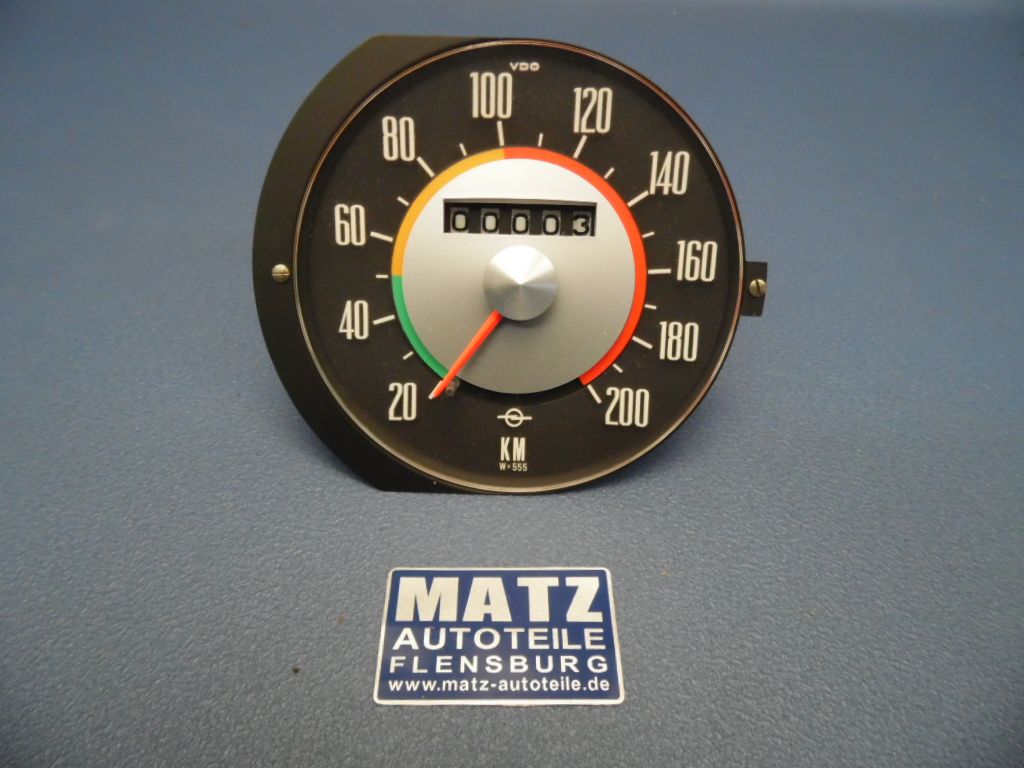 VDO
100
120
80
140
60
160
40
180
20
200
00003
KM
W=555
MATZ
AUTOTEILE
FLENSBURG
www.matz-autoteile.de